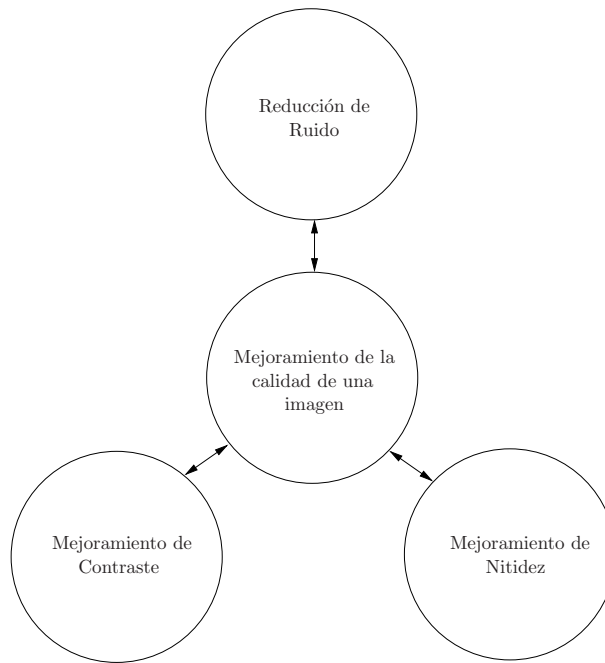 Reducción de
Ruido
Mejoramiento de la
calidad de una
imagen
Mejoramiento de
Contraste
Mejoramiento de
Nitidez